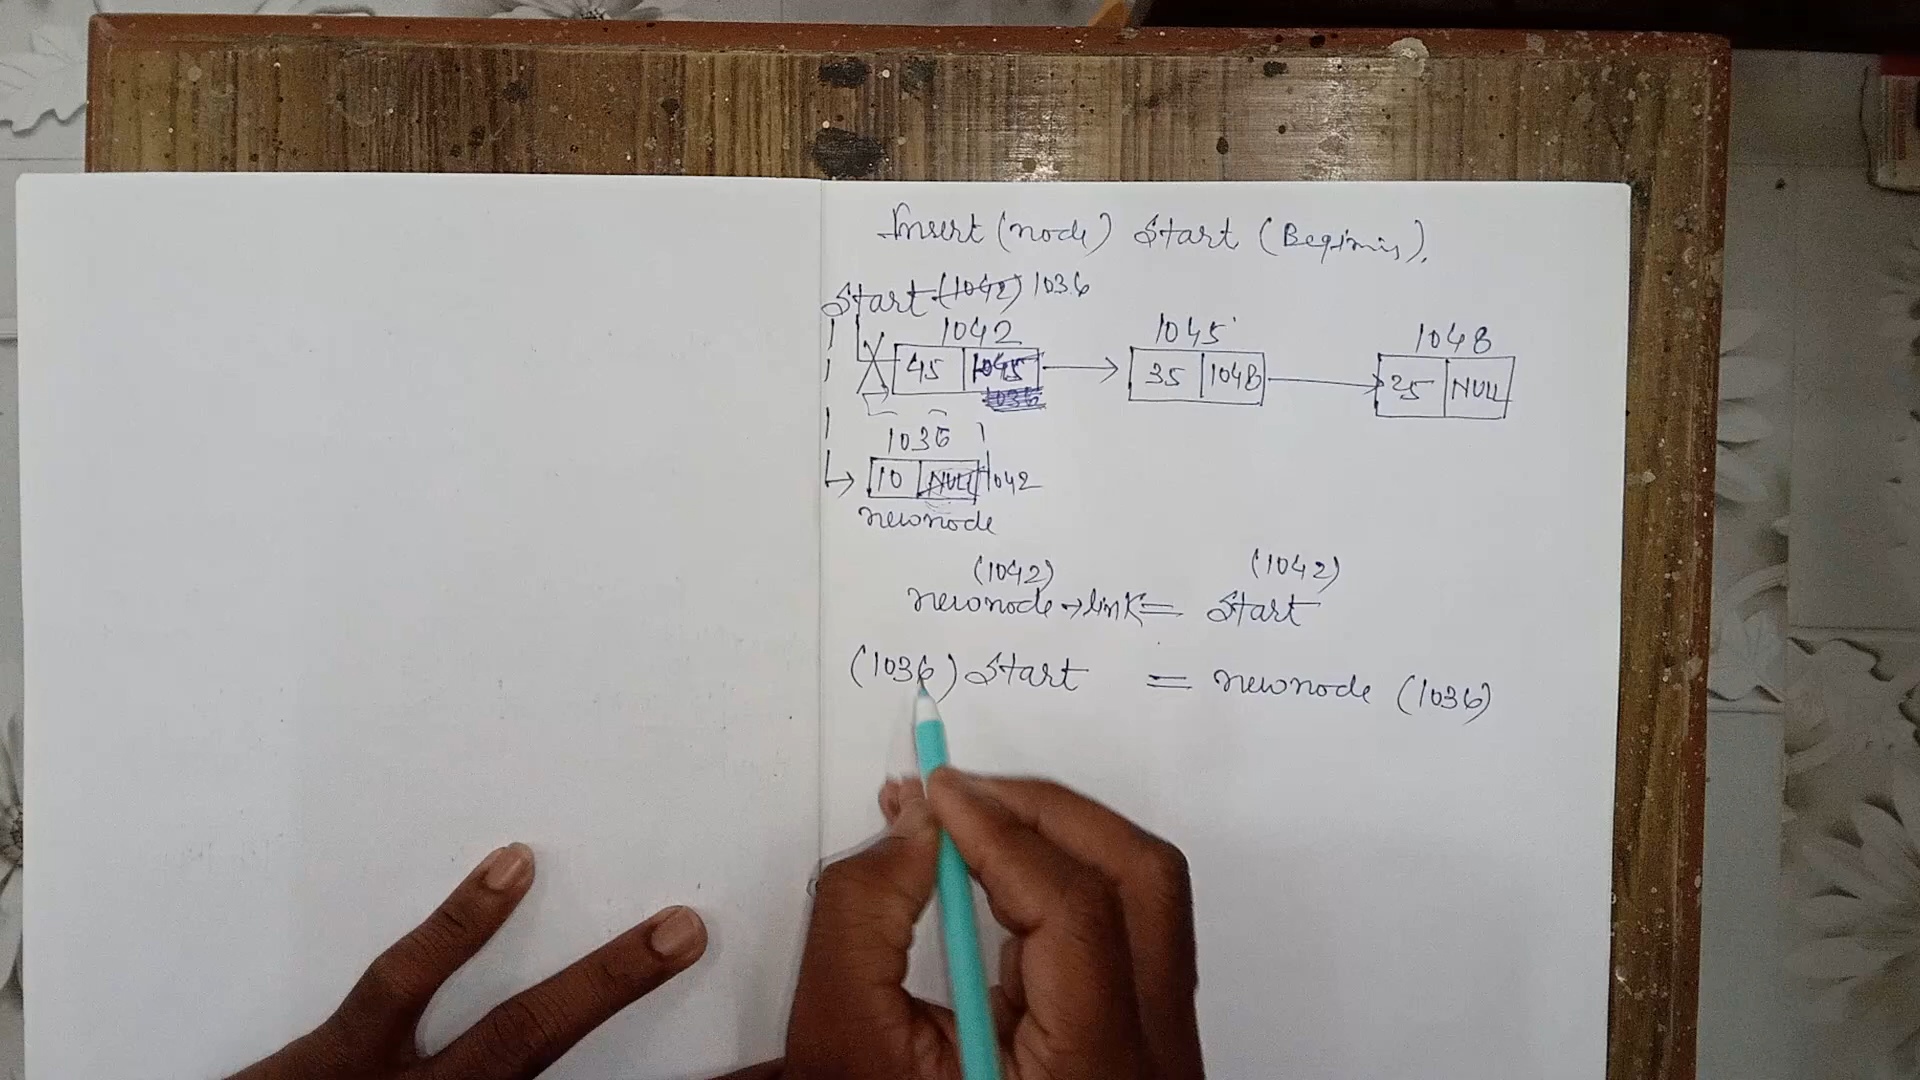 Insert (node) Start (Beginnis).
Start (1042) 1036
1042 1045 1048
45 1045 35 1048 25 NULL
1036
1036
10 NULL 1042
newnode
(1042) (1042)
newnode → link = Start
(1036) Start = newnode (1036)